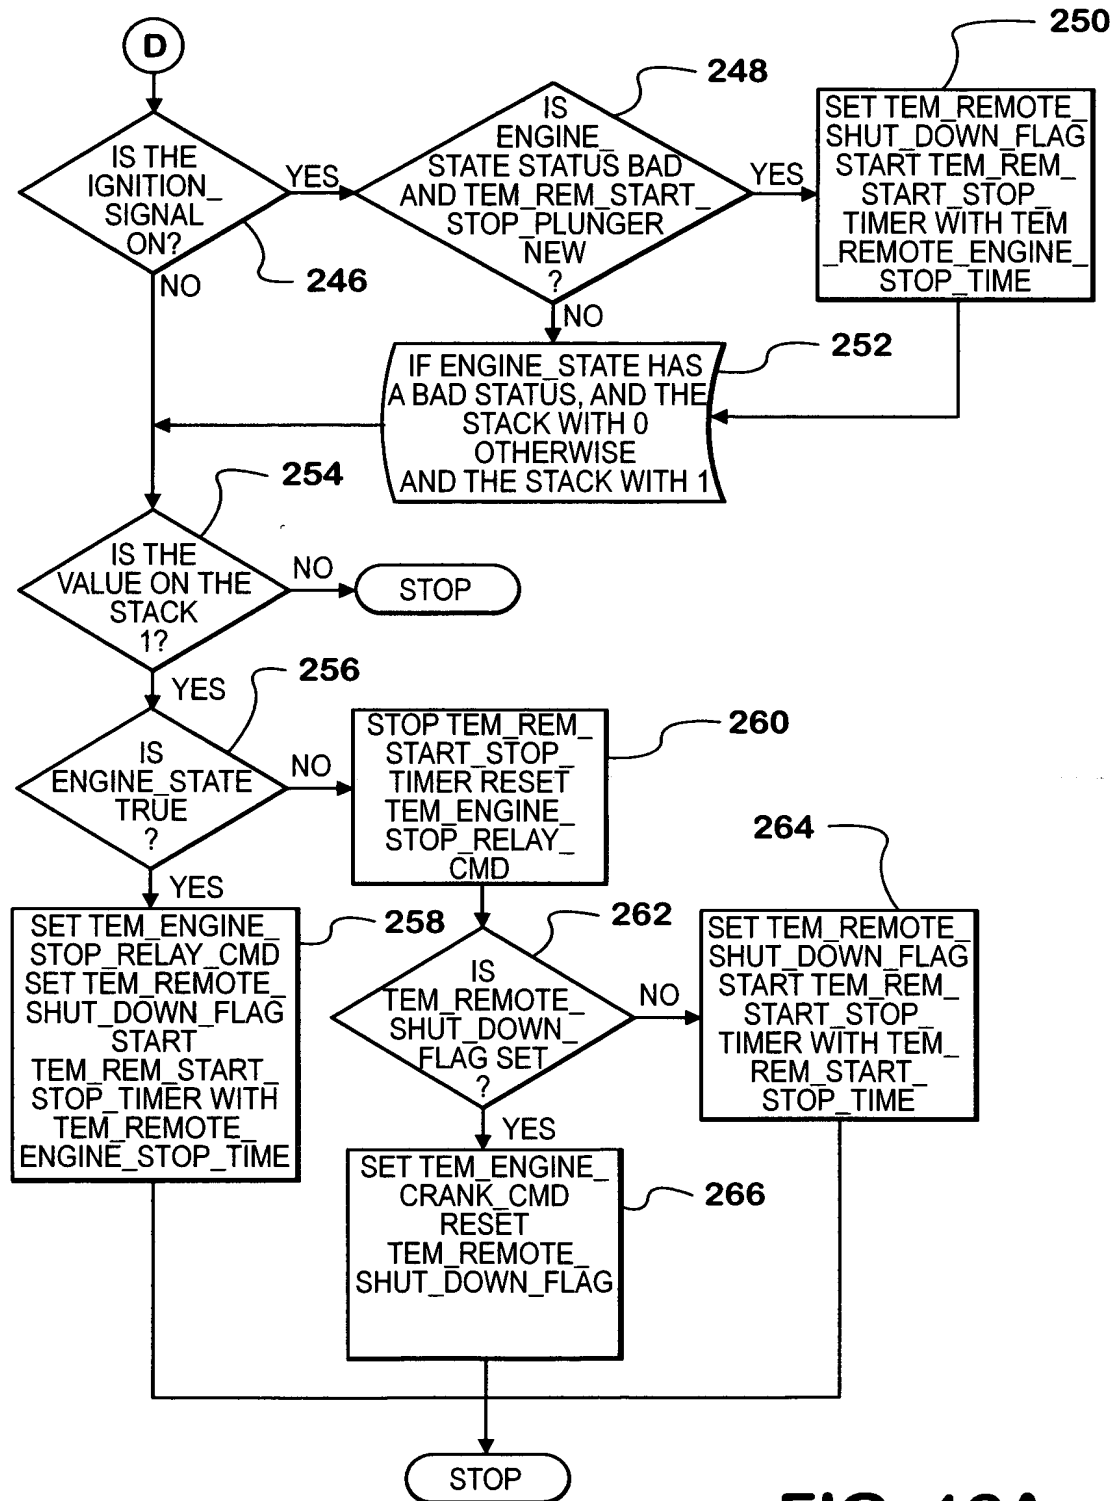 D
250
248
IS THE
IGNITION_
SIGNAL
ON?
YES
IS
ENGINE_
STATE STATUS BAD
AND TEM_REM_START_
STOP_PLUNGER
NEW
?
YES
SET TEM_REMOTE_
SHUT_DOWN_FLAG
START TEM_REM_
START_STOP_
TIMER WITH TEM
_REMOTE_ENGINE_
STOP_TIME
246
NO
NO
252
IF ENGINE_STATE HAS
A BAD STATUS, AND THE
STACK WITH 0
OTHERWISE
AND THE STACK WITH 1
254
IS THE
VALUE ON THE
STACK
1?
NO
STOP
YES
256
IS
ENGINE_STATE
TRUE
?
NO
STOP TEM_REM_
START_STOP_
TIMER RESET
TEM_ENGINE_
STOP_RELAY_
CMD
260
264
YES
SET TEM_ENGINE_
STOP_RELAY_CMD
SET TEM_REMOTE_
SHUT_DOWN_FLAG
START
TEM_REM_START_
STOP_TIMER WITH
TEM_REMOTE_
ENGINE_STOP_TIME
258
262
IS
TEM_REMOTE_
SHUT_DOWN_
FLAG SET
?
NO
SET TEM_REMOTE_
SHUT_DOWN_FLAG
START TEM_REM_
START_STOP_
TIMER WITH TEM_
REM_START_
STOP_TIME
YES
SET TEM_ENGINE_
CRANK_CMD
RESET
TEM_REMOTE_
SHUT_DOWN_FLAG
266
STOP